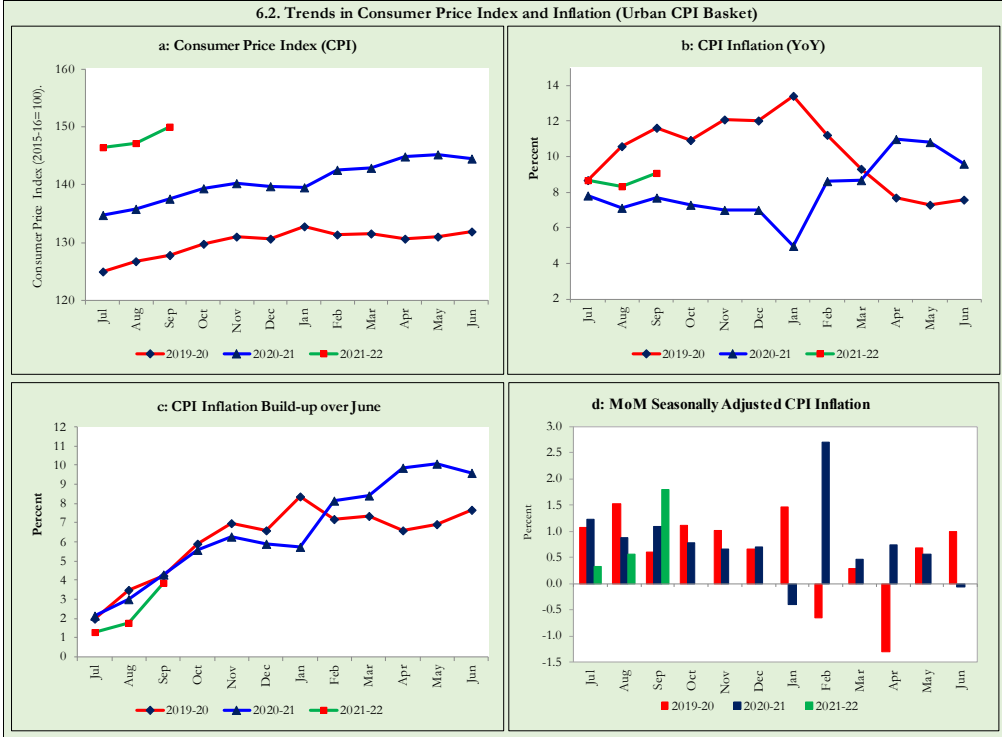 6.2. Trends in Consumer Price Index and Inflation (Urban CPI Basket)
a: Consumer Price Index (CPI)
Consumer Price Index (2015-16=100).
160
150
140
130
120
Jul Aug Sep Oct Nov Dec Jan Feb Mar Apr May Jun
2019-20 2020-21 2021-22
b: CPI Inflation (YoY)
Percent
14
12
10
8
6
4
2
Jul Aug Sep Oct Nov Dec Jan Feb Mar Apr May Jun
2019-20 2020-21 2021-22
c: CPI Inflation Build-up over June
Percent
12
11
10
9
8
7
6
5
4
3
2
1
0
Jul Aug Sep Oct Nov Dec Jan Feb Mar Apr May Jun
2019-20 2020-21 2021-22
d: MoM Seasonally Adjusted CPI Inflation
Percent
3.0
2.5
2.0
1.5
1.0
0.5
0.0
-0.5
-1.0
-1.5
Jul Aug Sep Oct Nov Dec Jan Feb Mar Apr May Jun
2019-20 2020-21 2021-22